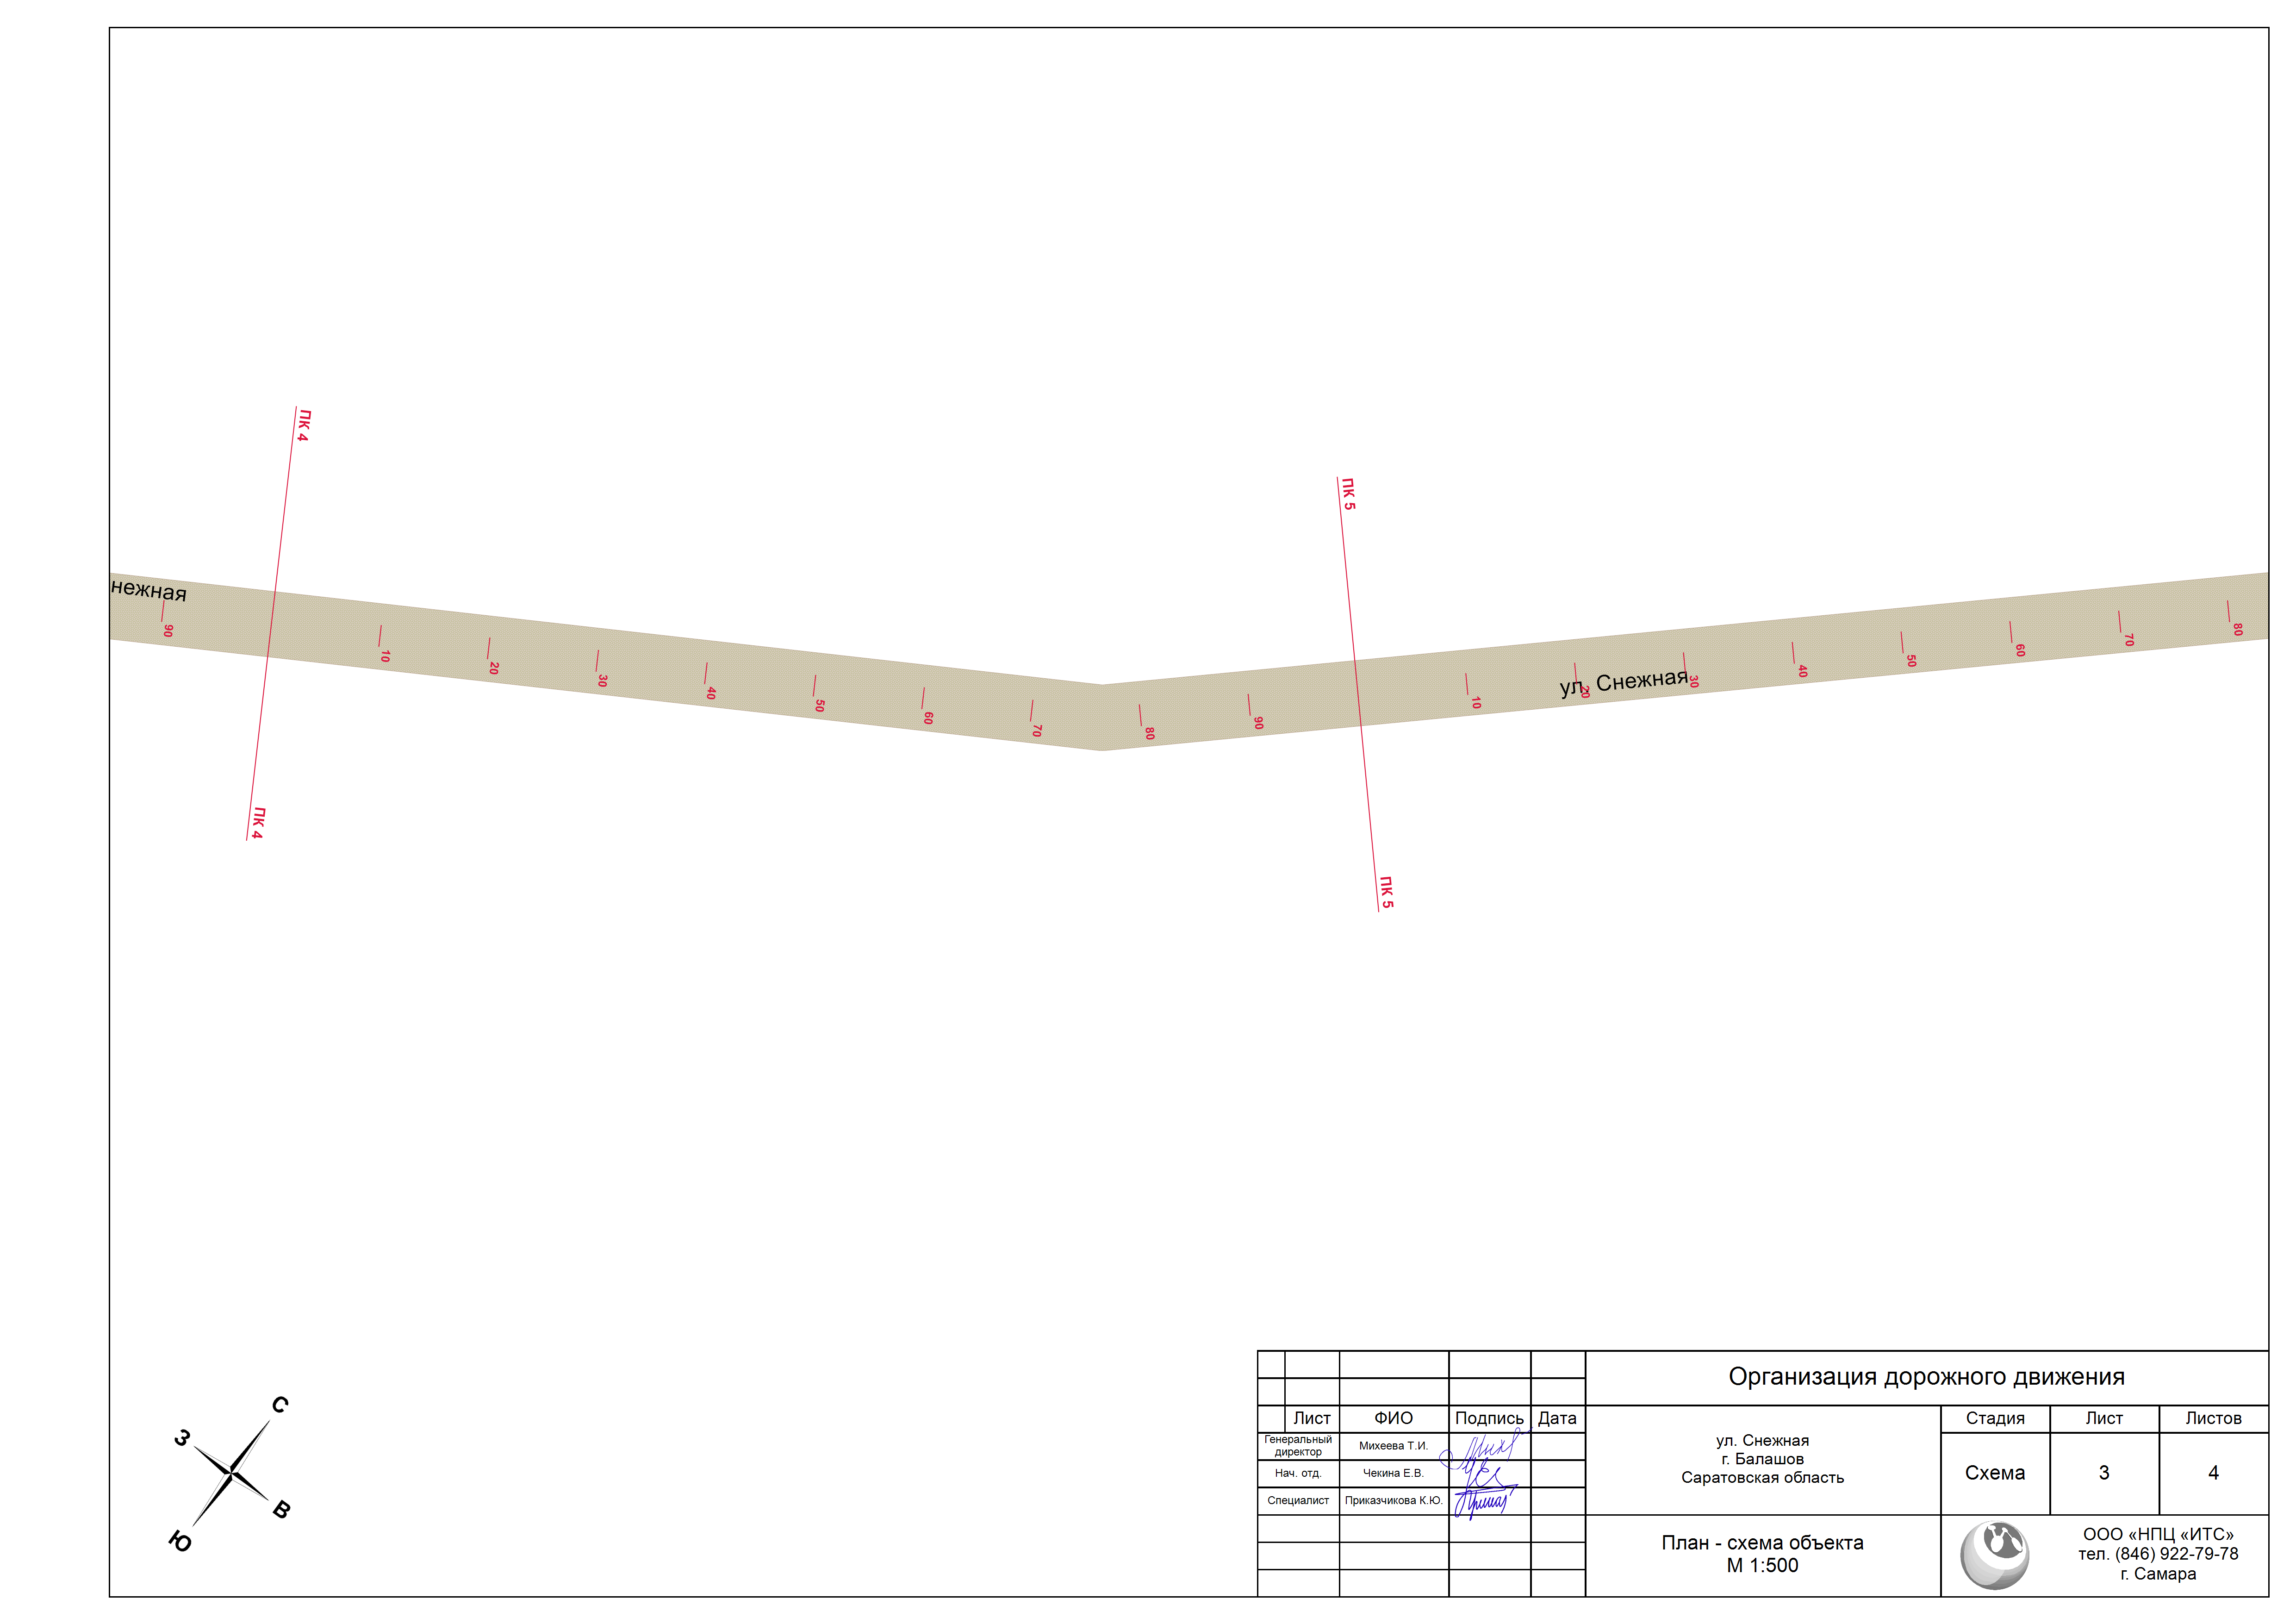 ПК 4
ПК 5
нежная
90
10
20
30
40
50
60
70
80
90
10
20
ул. Снежная
30
40
50
60
70
80
ПК 4
ПК 5
С
З
В
Ю
Организация дорожного движения
Лист ФИО Подпись Дата
Генеральный директор Михеева Т.И.
Нач. отд. Чекина Е.В.
Специалист Приказчикова К.Ю.
ул. Снежная
г. Балашов
Саратовская область
Стадия Лист Листов
Схема 3 4
План - схема объекта
М 1:500
ООО «НПЦ «ИТС»
тел. (846) 922-79-78
г. Самара